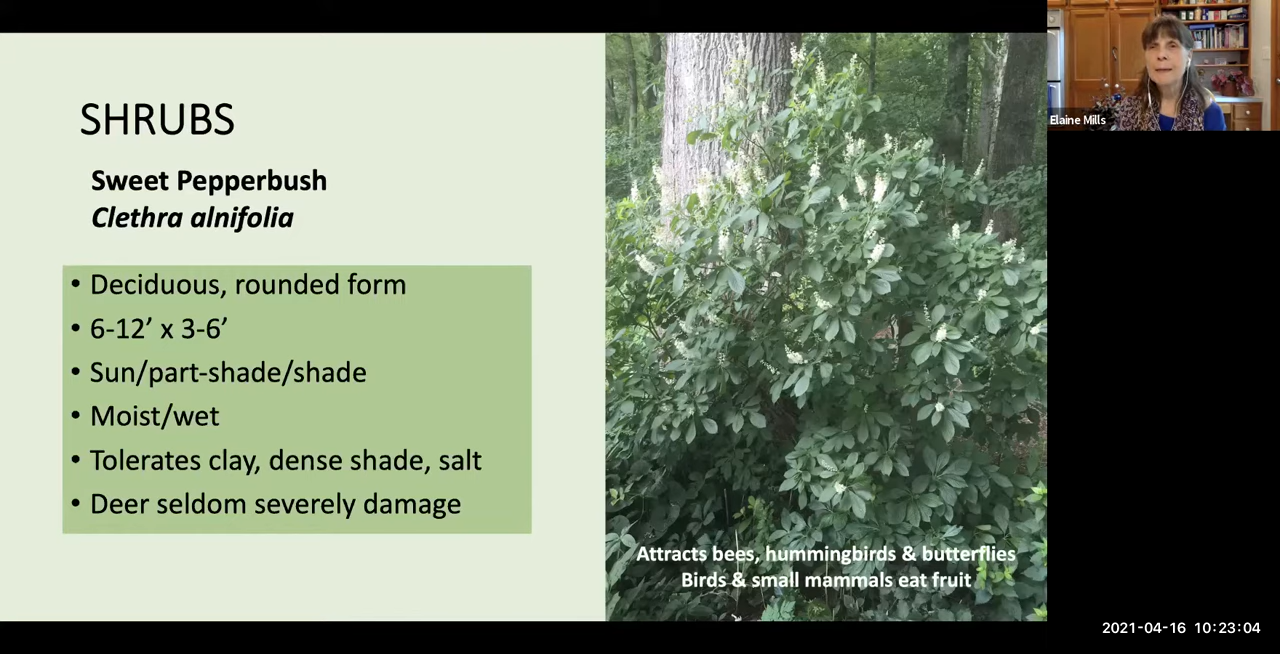 SHRUBS
Sweet Pepperbush
Clethra alnifolia
• Deciduous, rounded form
• 6-12’ x 3-6’
• Sun/part-shade/shade
• Moist/wet
• Tolerates clay, dense shade, salt
• Deer seldom severely damage
Attracts bees, hummingbirds & butterflies
Birds & small mammals eat fruit
Elaine Mills
2021-04-16 10:23:04